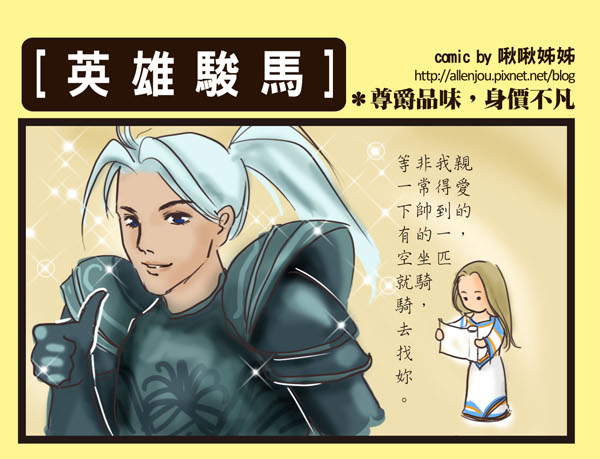 [英雄駿馬]
comic by 啾啾姊姊
http://allenjou.pixnet.net/blog
＊尊爵品味，身價不凡
親愛的，
我得到一匹
非常帥的坐騎，
等一下有空就騎去找妳。